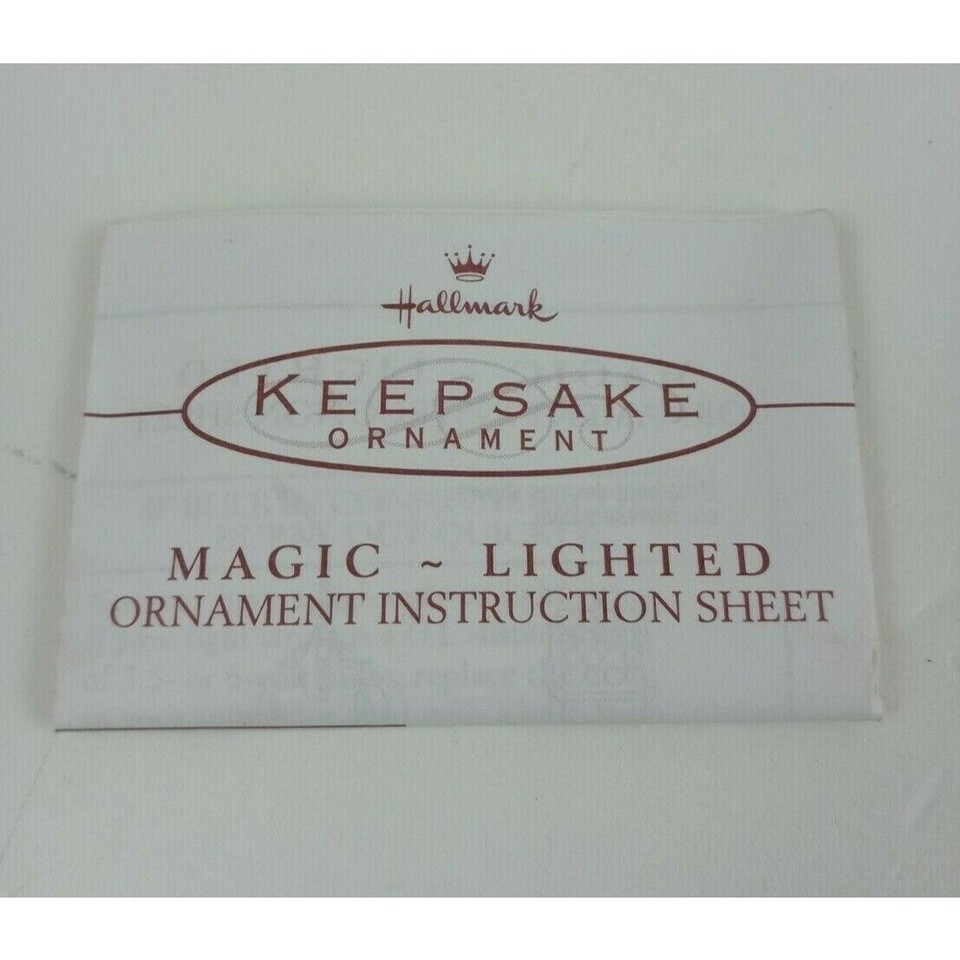 Hallmark
KEEPSAKE
ORNAMENT
MAGIC ~ LIGHTED
ORNAMENT INSTRUCTION SHEET